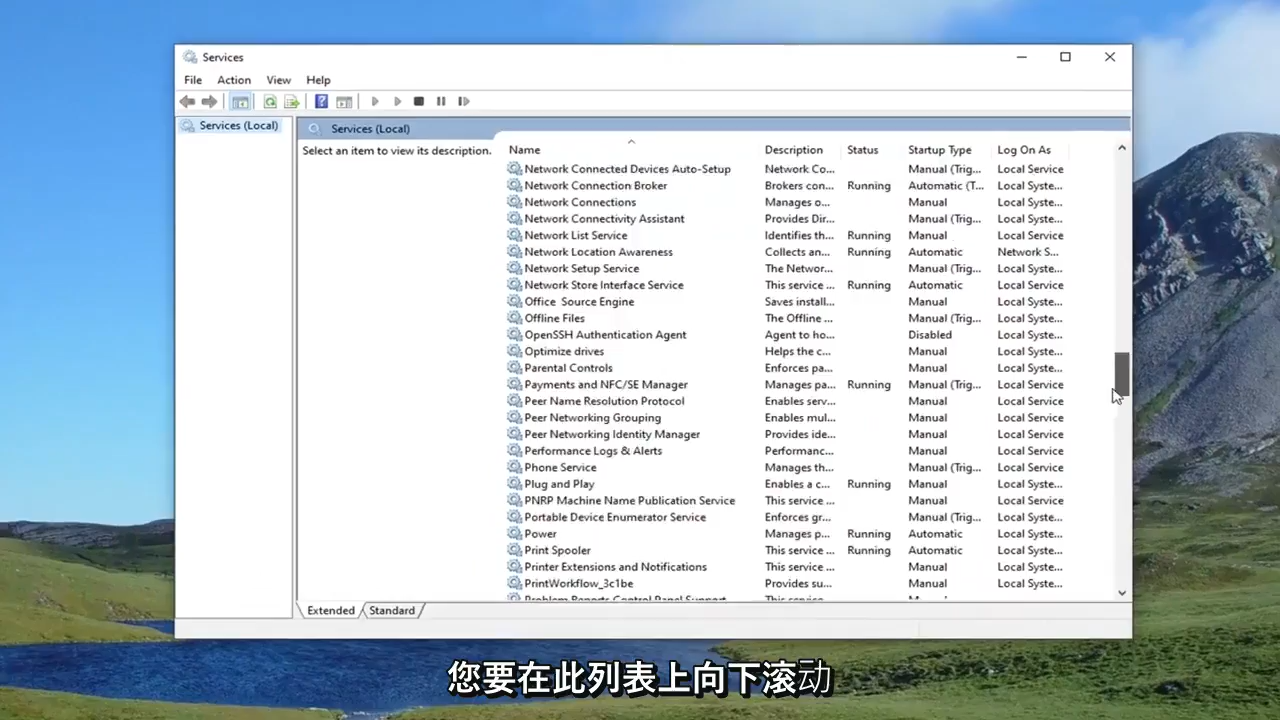 Services
File Action View Help
Services (Local)
Services (Local)
Select an item to view its description.
Name Description Status Startup Type Log On As
Network Connected Devices Auto-Setup Network Co... Manual (Trig... Local Service
Network Connection Broker Brokers con... Running Automatic (T... Local Syste...
Network Connections Manages o... Manual Local Syste...
Network Connectivity Assistant Provides Dir... Manual (Trig... Local Syste...
Network List Service Identifies th... Running Manual Local Service
Network Location Awareness Collects an... Running Automatic Network S...
Network Setup Service The Networ... Manual (Trig... Local Syste...
Network Store Interface Service This service ... Running Automatic Local Service
Office Source Engine Saves install... Manual Local Syste...
Offline Files The Offline ... Manual (Trig... Local Syste...
OpenSSH Authentication Agent Agent to ho... Disabled Local Syste...
Optimize drives Helps the c... Manual Local Syste...
Parental Controls Enforces pa... Manual Local Syste...
Payments and NFC/SE Manager Manages pa... Running Manual (Trig... Local Service
Peer Name Resolution Protocol Enables serv... Manual Local Service
Peer Networking Grouping Enables mul... Manual Local Service
Peer Networking Identity Manager Provides ide... Manual Local Service
Performance Logs & Alerts Performanc... Manual Local Service
Phone Service Manages th... Manual (Trig... Local Service
Plug and Play Enables a c... Running Manual Local Syste...
PNRP Machine Name Publication Service This service ... Manual Local Service
Portable Device Enumerator Service Enforces gr... Manual (Trig... Local Syste...
Power Manages p... Running Automatic Local Syste...
Print Spooler This service ... Running Automatic Local Syste...
Printer Extensions and Notifications This service ... Manual Local Syste...
PrintWorkflow_3c1be Provides su... Manual Local Syste...
Problem Reports Control Panel Support This service
Extended Standard
您要在此列表上向下滚动